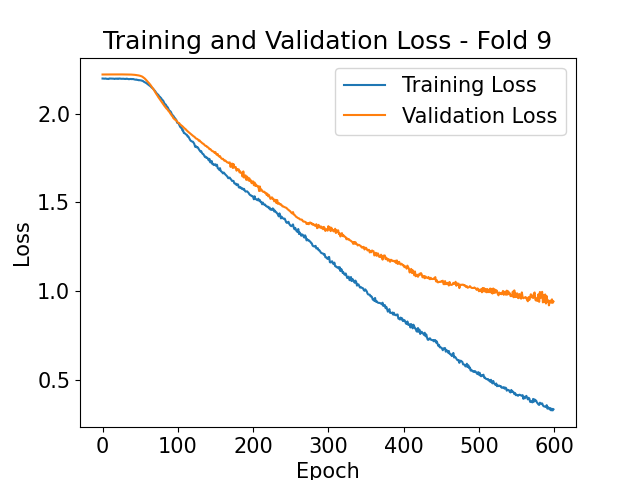 Training and Validation Loss - Fold 9
Training Loss
Validation Loss
2.0
1.5
1.0
0.5
Loss
0 100 200 300 400 500 600
Epoch